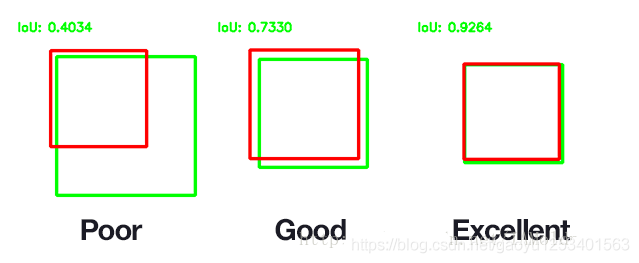 IoU: 0.4034
IoU: 0.7330
IoU: 0.9264
Poor
Good
Excellent